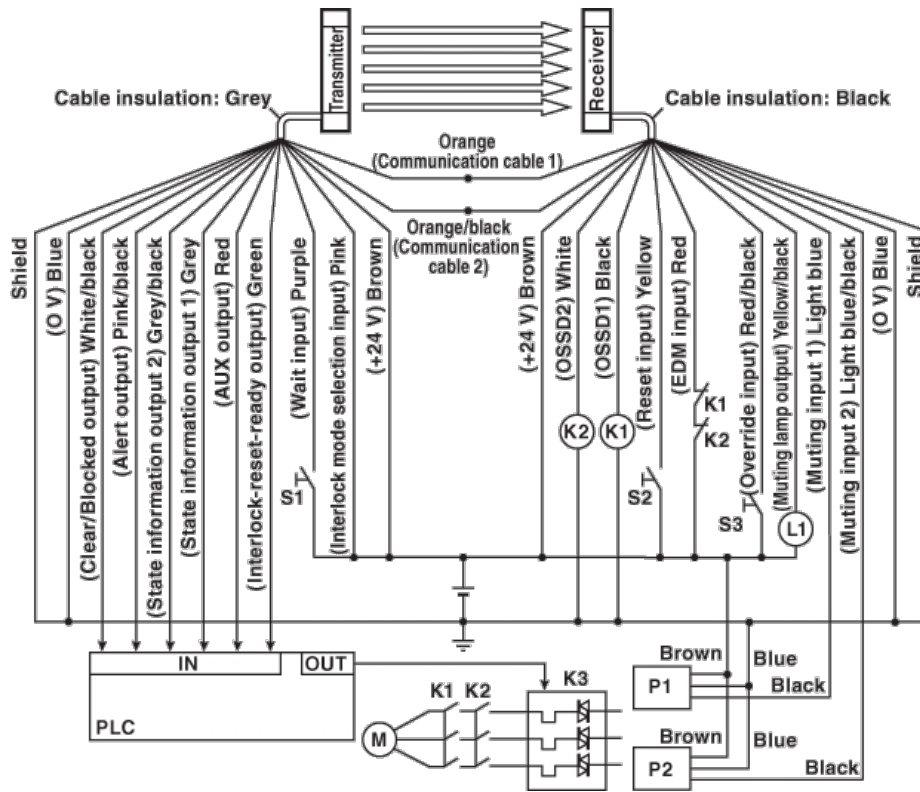 Transmitter
Receiver
Cable insulation: Grey
Cable insulation: Black
Orange
(Communication cable 1)
Orange/black
(Communication
cable 2)
Shield
(O V) Blue
(Clear/Blocked output) White/black
(Alert output) Pink/black
(State information output 2) Grey/black
(State information output 1) Grey
(AUX output) Red
(Interlock-reset-ready output) Green
(Wait input) Purple
(Interlock mode selection input) Pink
(+24 V) Brown
(+24 V) Brown
(OSSD2) White
(OSSD1) Black
(Reset input) Yellow
(EDM input) Red
(Override input) Red/black
(Muting lamp output) Yellow/black
(Muting input 1) Light blue
(Muting input 2) Light blue/black
(O V) Blue
Shield
K1
K2
K2
K1
S1
S2
S3
L1
IN
OUT
PLC
K1
K2
K3
M
Brown
Blue
P1
Black
Brown
Blue
P2
Black